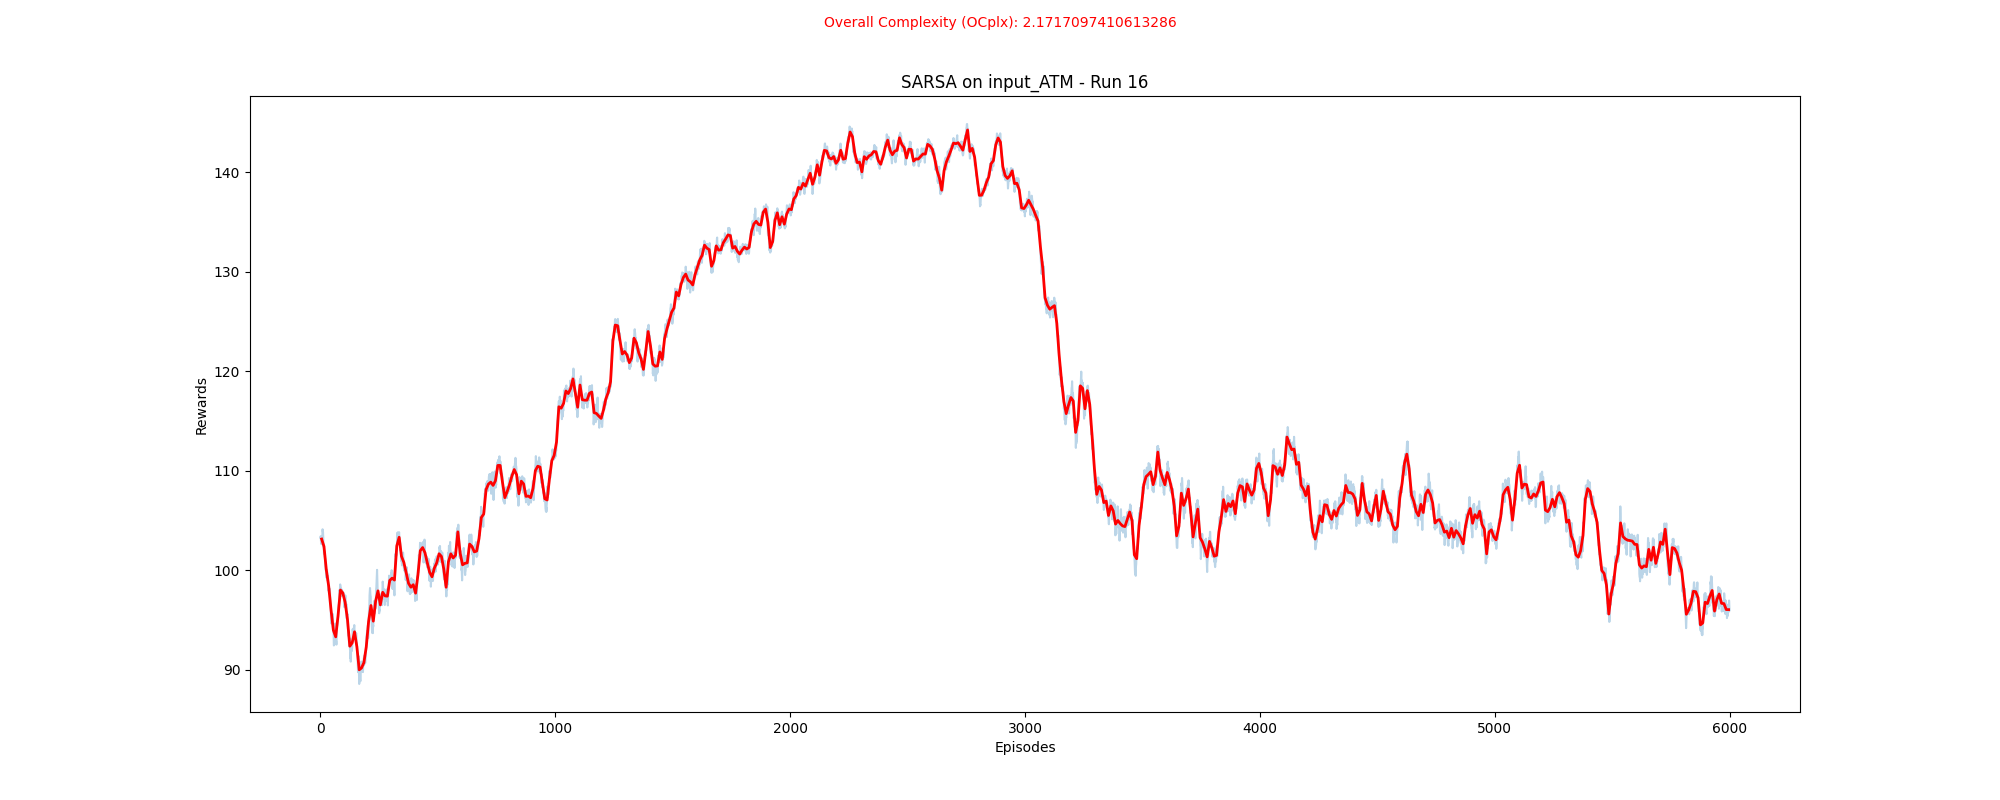 Overall Complexity (OCplx): 2.1717097410613286
SARSA on input_ATM - Run 16
Rewards
140
130
120
110
100
90
0 1000 2000 3000 4000 5000 6000
Episodes